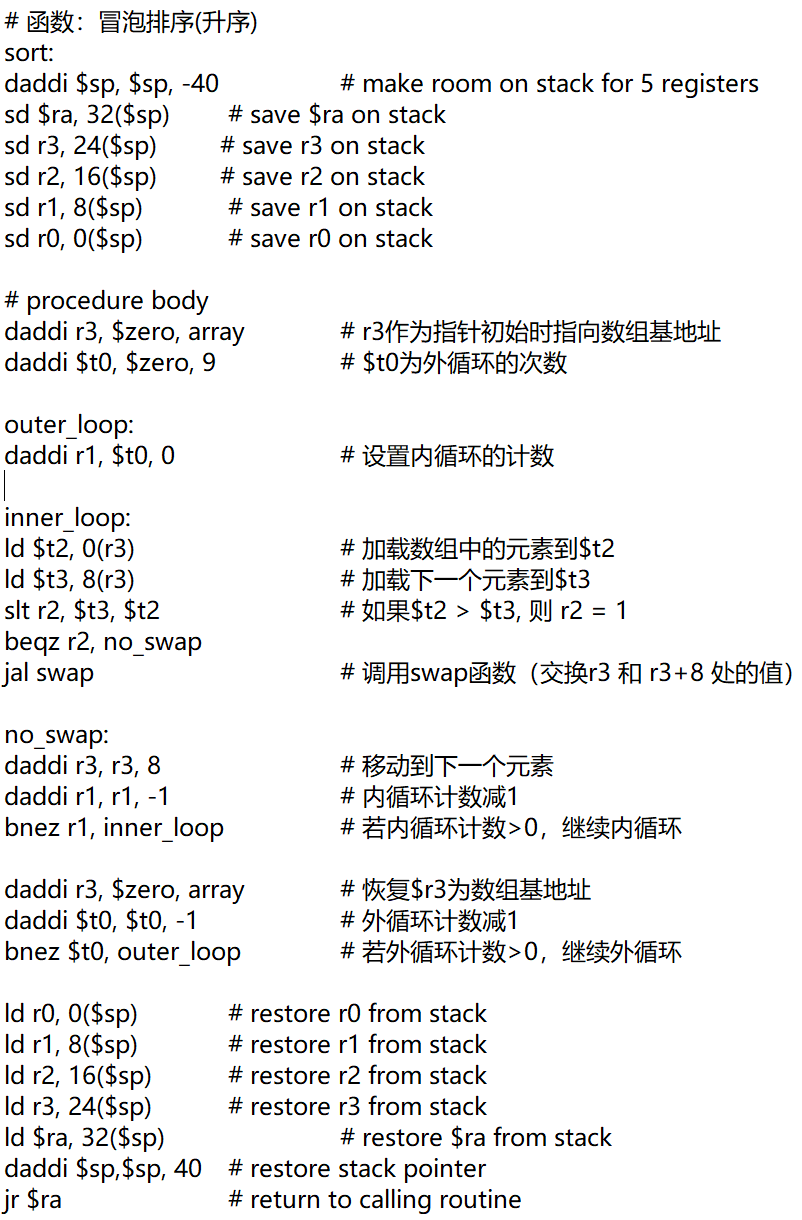 # 函数：冒泡排序(升序)
sort:
daddi $sp, $sp, -40 # make room on stack for 5 registers
sd $ra, 32($sp) # save $ra on stack
sd r3, 24($sp) # save r3 on stack
sd r2, 16($sp) # save r2 on stack
sd r1, 8($sp) # save r1 on stack
sd r0, 0($sp) # save r0 on stack
# procedure body
daddi r3, $zero, array # r3作为指针初始时指向数组基地址
daddi $t0, $zero, 9 # $t0为外循环的次数
outer_loop:
daddi r1, $t0, 0 # 设置内循环的计数
inner_loop:
ld $t2, 0(r3) # 加载数组中的元素到$t2
ld $t3, 8(r3) # 加载下一个元素到$t3
slt r2, $t3, $t2 # 如果$t2 > $t3, 则 r2 = 1
beqz r2, no_swap
jal swap # 调用swap函数（交换r3 和 r3+8 处的值）
no_swap:
daddi r3, r3, 8 # 移动到下一个元素
daddi r1, r1, -1 # 内循环计数减1
bnez r1, inner_loop # 若内循环计数>0，继续内循环
daddi r3, $zero, array # 恢复$r3为数组基地址
daddi $t0, $t0, -1 # 外循环计数减1
bnez $t0, outer_loop # 若外循环计数>0，继续外循环
ld r0, 0($sp) # restore r0 from stack
ld r1, 8($sp) # restore r1 from stack
ld r2, 16($sp) # restore r2 from stack
ld r3, 24($sp) # restore r3 from stack
ld $ra, 32($sp) # restore $ra from stack
daddi $sp,$sp, 40 # restore stack pointer
jr $ra # return to calling routine